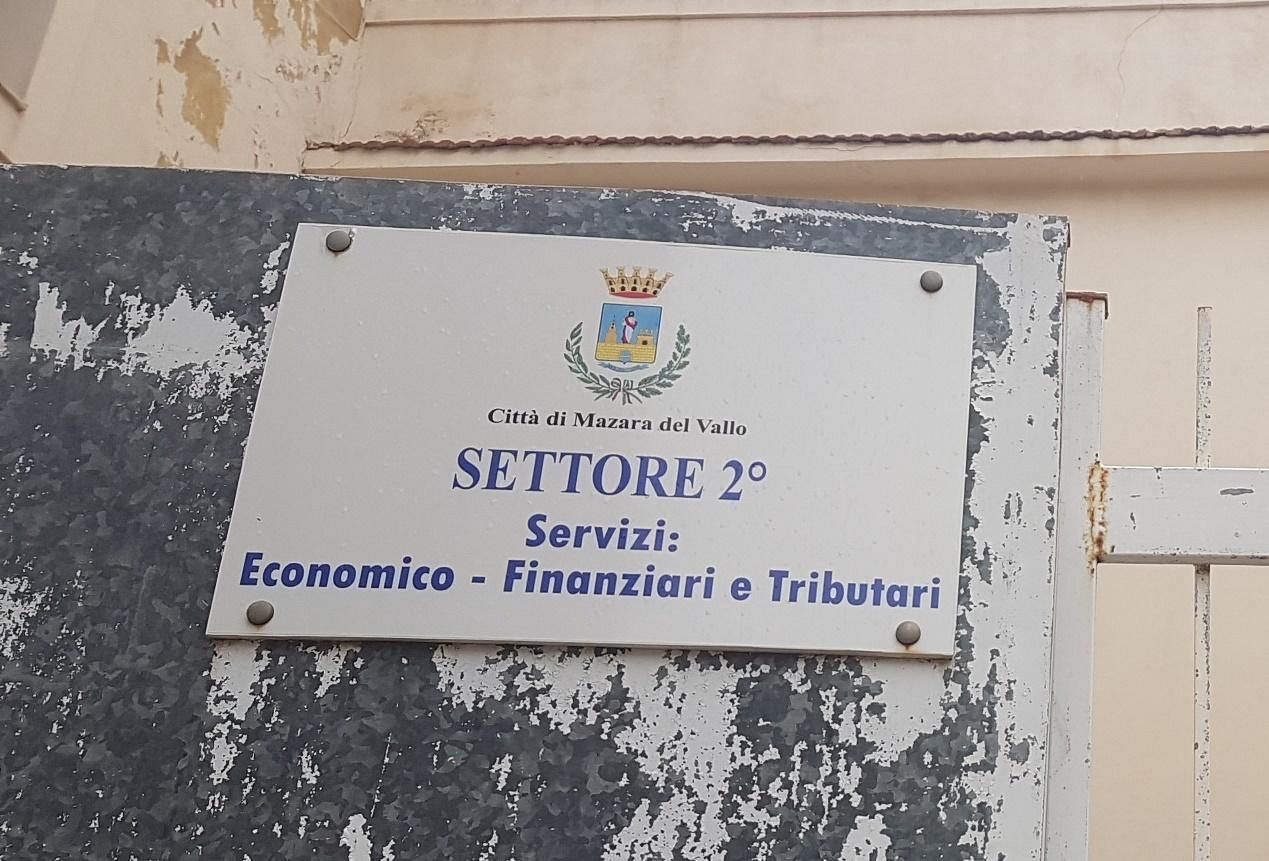 Città di Mazara del Vallo
SETTORE 2°
Servizi:
Economico - Finanziari e Tributari